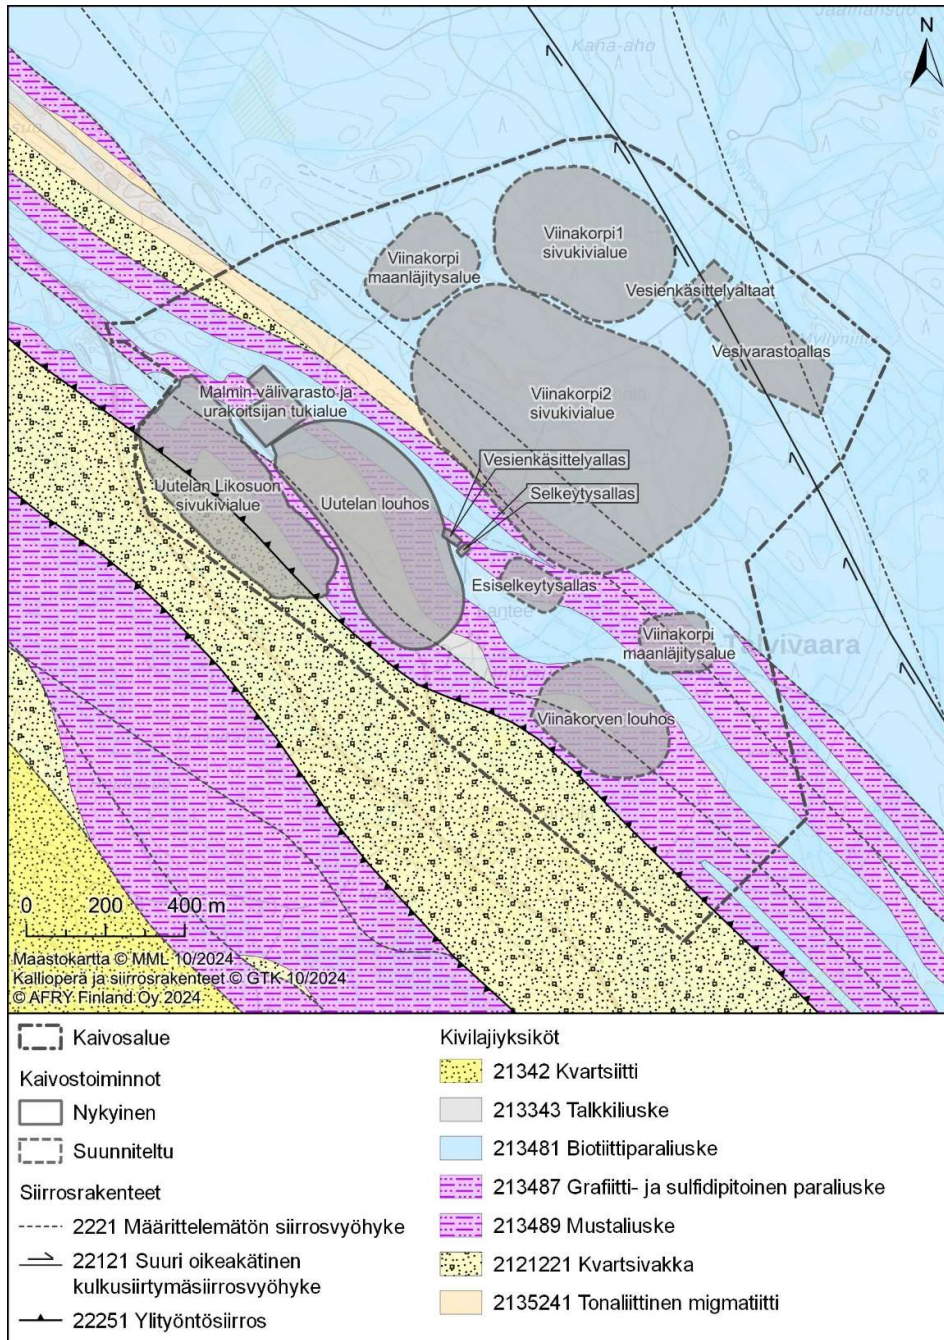 Jaamansuo
Kaha-aho
N
Viinakorpi1
sivukivialue
Viinakorpi
maanläjitysalue
Vesienkäsittelyaltaat
Vesivarastoallas
Viinakorpi2
sivukivialue
Malmin välivarasto ja
urakoitsijan tukialue
Vesienkäsittelyallas
Selkeytysallas
Uutelan Likosuon
sivukivialue
Uutelan louhos
Esiselkeytysallas
Viinakorpi
maanläjitysalue
Viinakorven louhos
0 200 400 m
Maastokartta © MML 10/2024
Kallioperä ja siirrosrakenteet © GTK 10/2024
© AFRY Finland Oy 2024
Kaivosalue
Kaivostoiminnot
Nykyinen
Suunniteltu
Siirrosrakenteet
2221 Määrittelemätön siirrosvyöhyke
22121 Suuri oikeakätinen
kulkusiirtymäsiirrosvyöhyke
22251 Ylityöntösiirros
Kivilajiyksiköt
21342 Kvartsiitti
213343 Talkkiliuske
213481 Biotiittiparaliuske
213487 Grafiitti- ja sulfidipitoinen paraliuske
213489 Mustaliuske
2121221 Kvartsivakka
2135241 Tonaliittinen migmatiitti